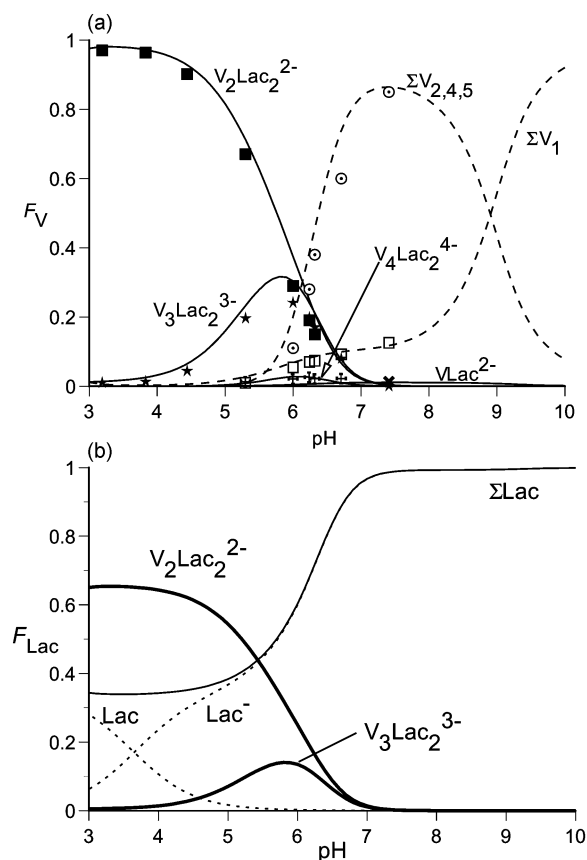 (a)
1
V₂Lac₂²⁻
ΣV₂,₄,₅
0.8
ΣV₁
0.6
F_V
V₄Lac₂⁴⁻
0.4
V₃Lac₂³⁻
0.2
VLac²⁻
0
3 4 5 6 7 8 9 10
pH
(b)
1
ΣLac
0.8
V₂Lac₂²⁻
0.6
F_Lac
0.4
Lac Lac⁻
V₃Lac₂³⁻
0.2
0
3 4 5 6 7 8 9 10
pH